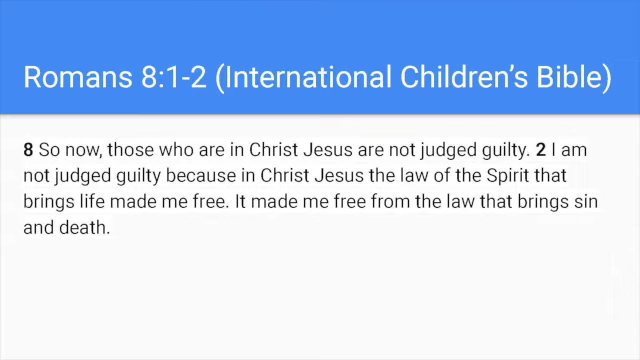 Romans 8:1-2 (International Children's Bible)
8 So now, those who are in Christ Jesus are not judged guilty. 2 I am
not judged guilty because in Christ Jesus the law of the Spirit that
brings life made me free. It made me free from the law that brings sin
and death.